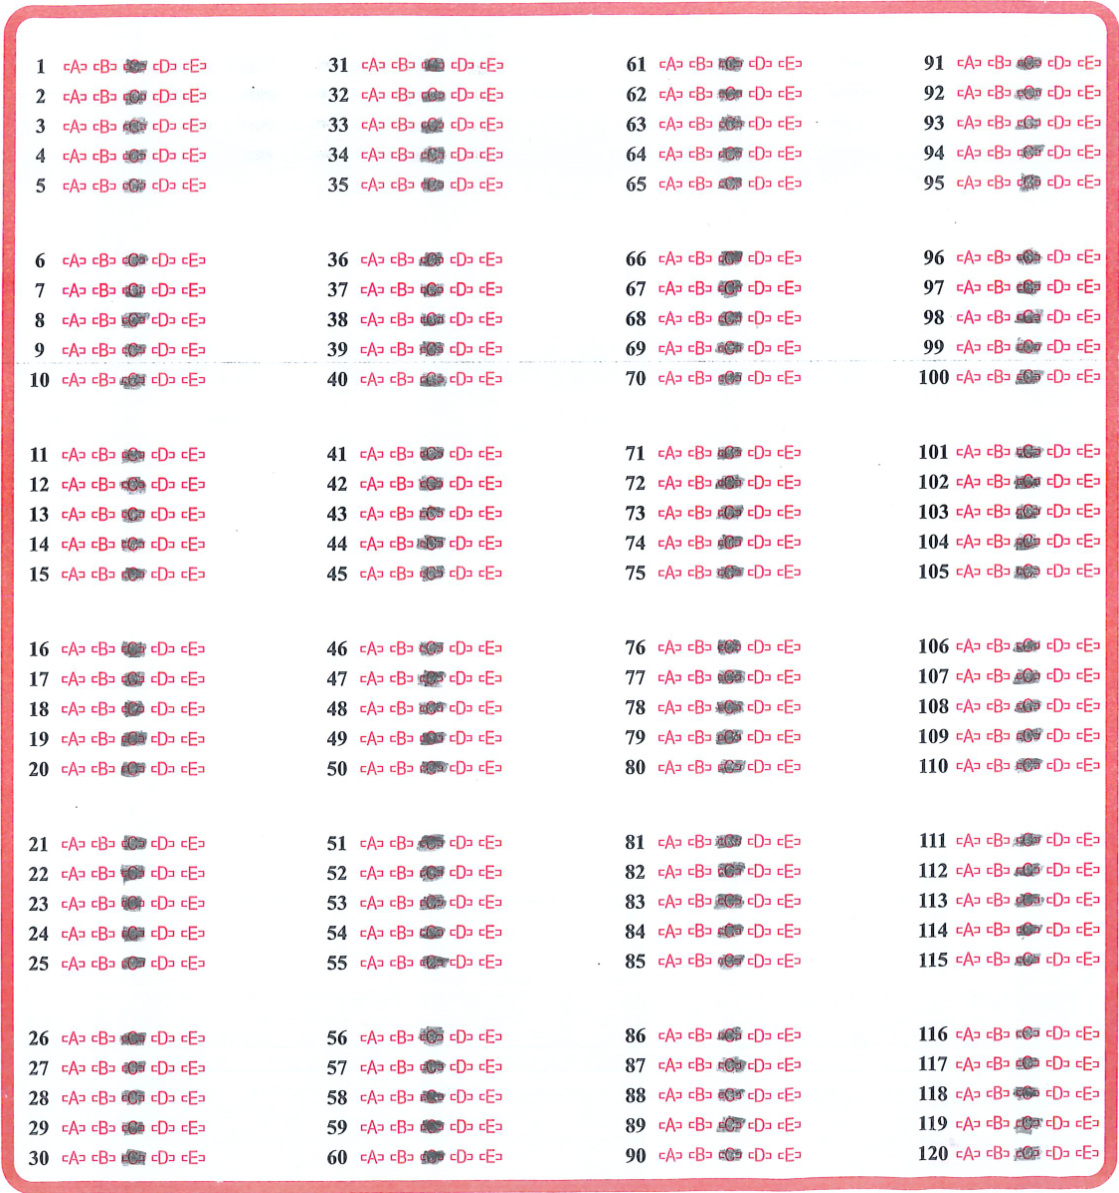 1 [A] [B] [C] [D] [E]
2 [A] [B] [C] [D] [E]
3 [A] [B] [C] [D] [E]
4 [A] [B] [C] [D] [E]
5 [A] [B] [C] [D] [E]
6 [A] [B] [C] [D] [E]
7 [A] [B] [C] [D] [E]
8 [A] [B] [C] [D] [E]
9 [A] [B] [C] [D] [E]
10 [A] [B] [C] [D] [E]
11 [A] [B] [C] [D] [E]
12 [A] [B] [C] [D] [E]
13 [A] [B] [C] [D] [E]
14 [A] [B] [C] [D] [E]
15 [A] [B] [C] [D] [E]
16 [A] [B] [C] [D] [E]
17 [A] [B] [C] [D] [E]
18 [A] [B] [C] [D] [E]
19 [A] [B] [C] [D] [E]
20 [A] [B] [C] [D] [E]
21 [A] [B] [C] [D] [E]
22 [A] [B] [C] [D] [E]
23 [A] [B] [C] [D] [E]
24 [A] [B] [C] [D] [E]
25 [A] [B] [C] [D] [E]
26 [A] [B] [C] [D] [E]
27 [A] [B] [C] [D] [E]
28 [A] [B] [C] [D] [E]
29 [A] [B] [C] [D] [E]
30 [A] [B] [C] [D] [E]
31 [A] [B] [C] [D] [E]
32 [A] [B] [C] [D] [E]
33 [A] [B] [C] [D] [E]
34 [A] [B] [C] [D] [E]
35 [A] [B] [C] [D] [E]
36 [A] [B] [C] [D] [E]
37 [A] [B] [C] [D] [E]
38 [A] [B] [C] [D] [E]
39 [A] [B] [C] [D] [E]
40 [A] [B] [C] [D] [E]
41 [A] [B] [C] [D] [E]
42 [A] [B] [C] [D] [E]
43 [A] [B] [C] [D] [E]
44 [A] [B] [C] [D] [E]
45 [A] [B] [C] [D] [E]
46 [A] [B] [C] [D] [E]
47 [A] [B] [C] [D] [E]
48 [A] [B] [C] [D] [E]
49 [A] [B] [C] [D] [E]
50 [A] [B] [C] [D] [E]
51 [A] [B] [C] [D] [E]
52 [A] [B] [C] [D] [E]
53 [A] [B] [C] [D] [E]
54 [A] [B] [C] [D] [E]
55 [A] [B] [C] [D] [E]
56 [A] [B] [C] [D] [E]
57 [A] [B] [C] [D] [E]
58 [A] [B] [C] [D] [E]
59 [A] [B] [C] [D] [E]
60 [A] [B] [C] [D] [E]
61 [A] [B] [C] [D] [E]
62 [A] [B] [C] [D] [E]
63 [A] [B] [C] [D] [E]
64 [A] [B] [C] [D] [E]
65 [A] [B] [C] [D] [E]
66 [A] [B] [C] [D] [E]
67 [A] [B] [C] [D] [E]
68 [A] [B] [C] [D] [E]
69 [A] [B] [C] [D] [E]
70 [A] [B] [C] [D] [E]
71 [A] [B] [C] [D] [E]
72 [A] [B] [C] [D] [E]
73 [A] [B] [C] [D] [E]
74 [A] [B] [C] [D] [E]
75 [A] [B] [C] [D] [E]
76 [A] [B] [C] [D] [E]
77 [A] [B] [C] [D] [E]
78 [A] [B] [C] [D] [E]
79 [A] [B] [C] [D] [E]
80 [A] [B] [C] [D] [E]
81 [A] [B] [C] [D] [E]
82 [A] [B] [C] [D] [E]
83 [A] [B] [C] [D] [E]
84 [A] [B] [C] [D] [E]
85 [A] [B] [C] [D] [E]
86 [A] [B] [C] [D] [E]
87 [A] [B] [C] [D] [E]
88 [A] [B] [C] [D] [E]
89 [A] [B] [C] [D] [E]
90 [A] [B] [C] [D] [E]
91 [A] [B] [C] [D] [E]
92 [A] [B] [C] [D] [E]
93 [A] [B] [C] [D] [E]
94 [A] [B] [C] [D] [E]
95 [A] [B] [C] [D] [E]
96 [A] [B] [C] [D] [E]
97 [A] [B] [C] [D] [E]
98 [A] [B] [C] [D] [E]
99 [A] [B] [C] [D] [E]
100 [A] [B] [C] [D] [E]
101 [A] [B] [C] [D] [E]
102 [A] [B] [C] [D] [E]
103 [A] [B] [C] [D] [E]
104 [A] [B] [C] [D] [E]
105 [A] [B] [C] [D] [E]
106 [A] [B] [C] [D] [E]
107 [A] [B] [C] [D] [E]
108 [A] [B] [C] [D] [E]
109 [A] [B] [C] [D] [E]
110 [A] [B] [C] [D] [E]
111 [A] [B] [C] [D] [E]
112 [A] [B] [C] [D] [E]
113 [A] [B] [C] [D] [E]
114 [A] [B] [C] [D] [E]
115 [A] [B] [C] [D] [E]
116 [A] [B] [C] [D] [E]
117 [A] [B] [C] [D] [E]
118 [A] [B] [C] [D] [E]
119 [A] [B] [C] [D] [E]
120 [A] [B] [C] [D] [E]